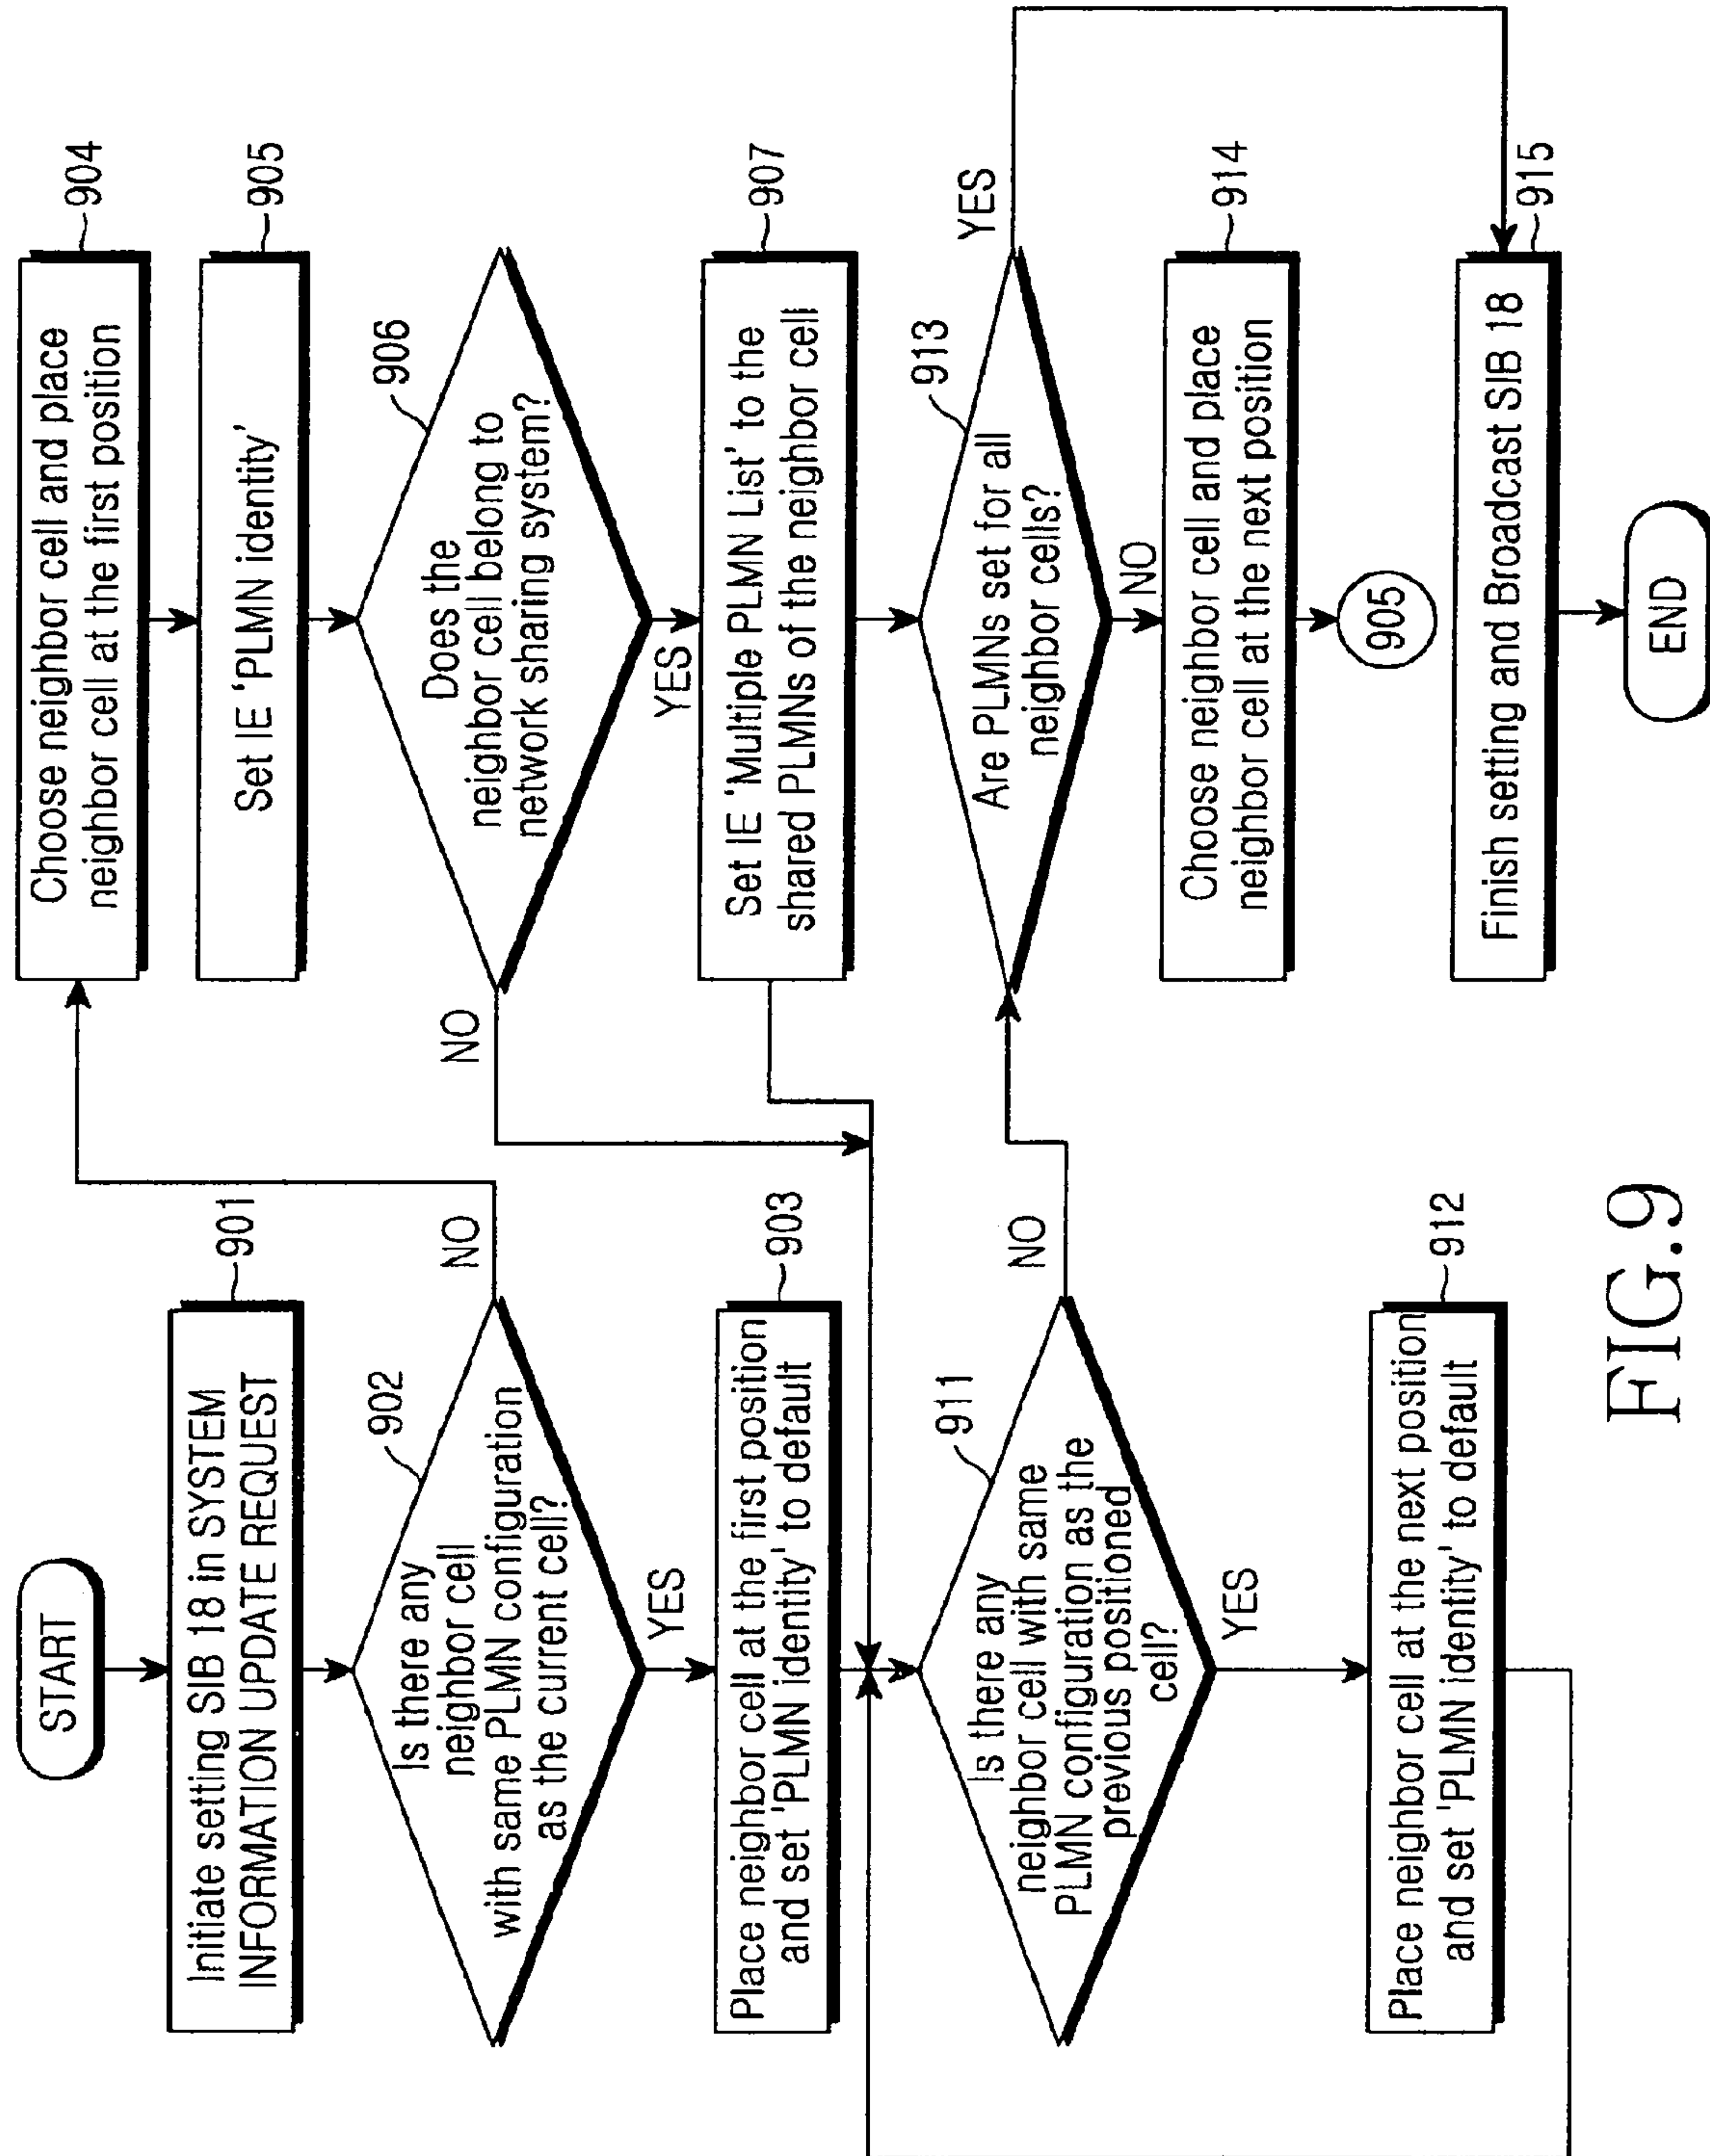 START
Initiate setting SIB 18 in SYSTEM
INFORMATION UPDATE REQUEST
901
Is there any
neighbor cell
with same PLMN configuration
as the current cell?
902
NO
YES
Place neighbor cell at the first position
and set 'PLMN identity' to default
903
Is there any
neighbor cell with same
PLMN configuration as the
previous positioned
cell?
911
NO
YES
Place neighbor cell at the next position
and set 'PLMN identity' to default
912
Choose neighbor cell and place
neighbor cell at the first position
904
Set IE 'PLMN identity'
905
Does the
neighbor cell belong to
network sharing system?
906
NO
YES
Set IE 'Multiple PLMN List' to the
shared PLMNs of the neighbor cell
907
Are PLMNs set for all
neighbor cells?
913
YES
NO
Choose neighbor cell and place
neighbor cell at the next position
914
905
Finish setting and Broadcast SIB 18
915
END
FIG.9